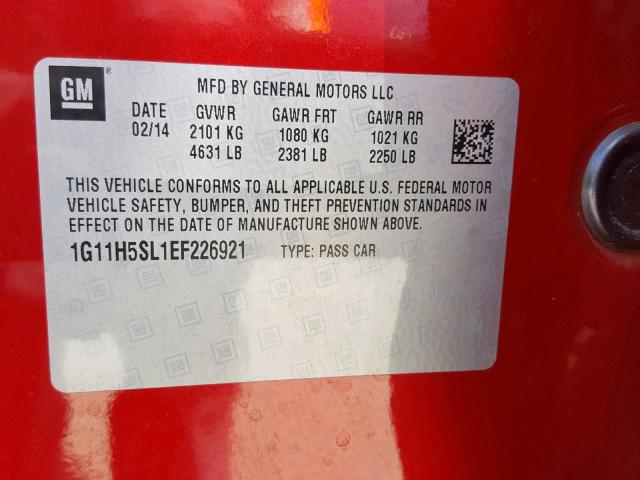 GM ®
MFD BY GENERAL MOTORS LLC
DATE GVWR GAWR FRT GAWR RR
02/14 2101 KG 1080 KG 1021 KG
4631 LB 2381 LB 2250 LB
THIS VEHICLE CONFORMS TO ALL APPLICABLE U.S. FEDERAL MOTOR
VEHICLE SAFETY, BUMPER, AND THEFT PREVENTION STANDARDS IN
EFFECT ON THE DATE OF MANUFACTURE SHOWN ABOVE.
1G11H5SL1EF226921 TYPE: PASS CAR